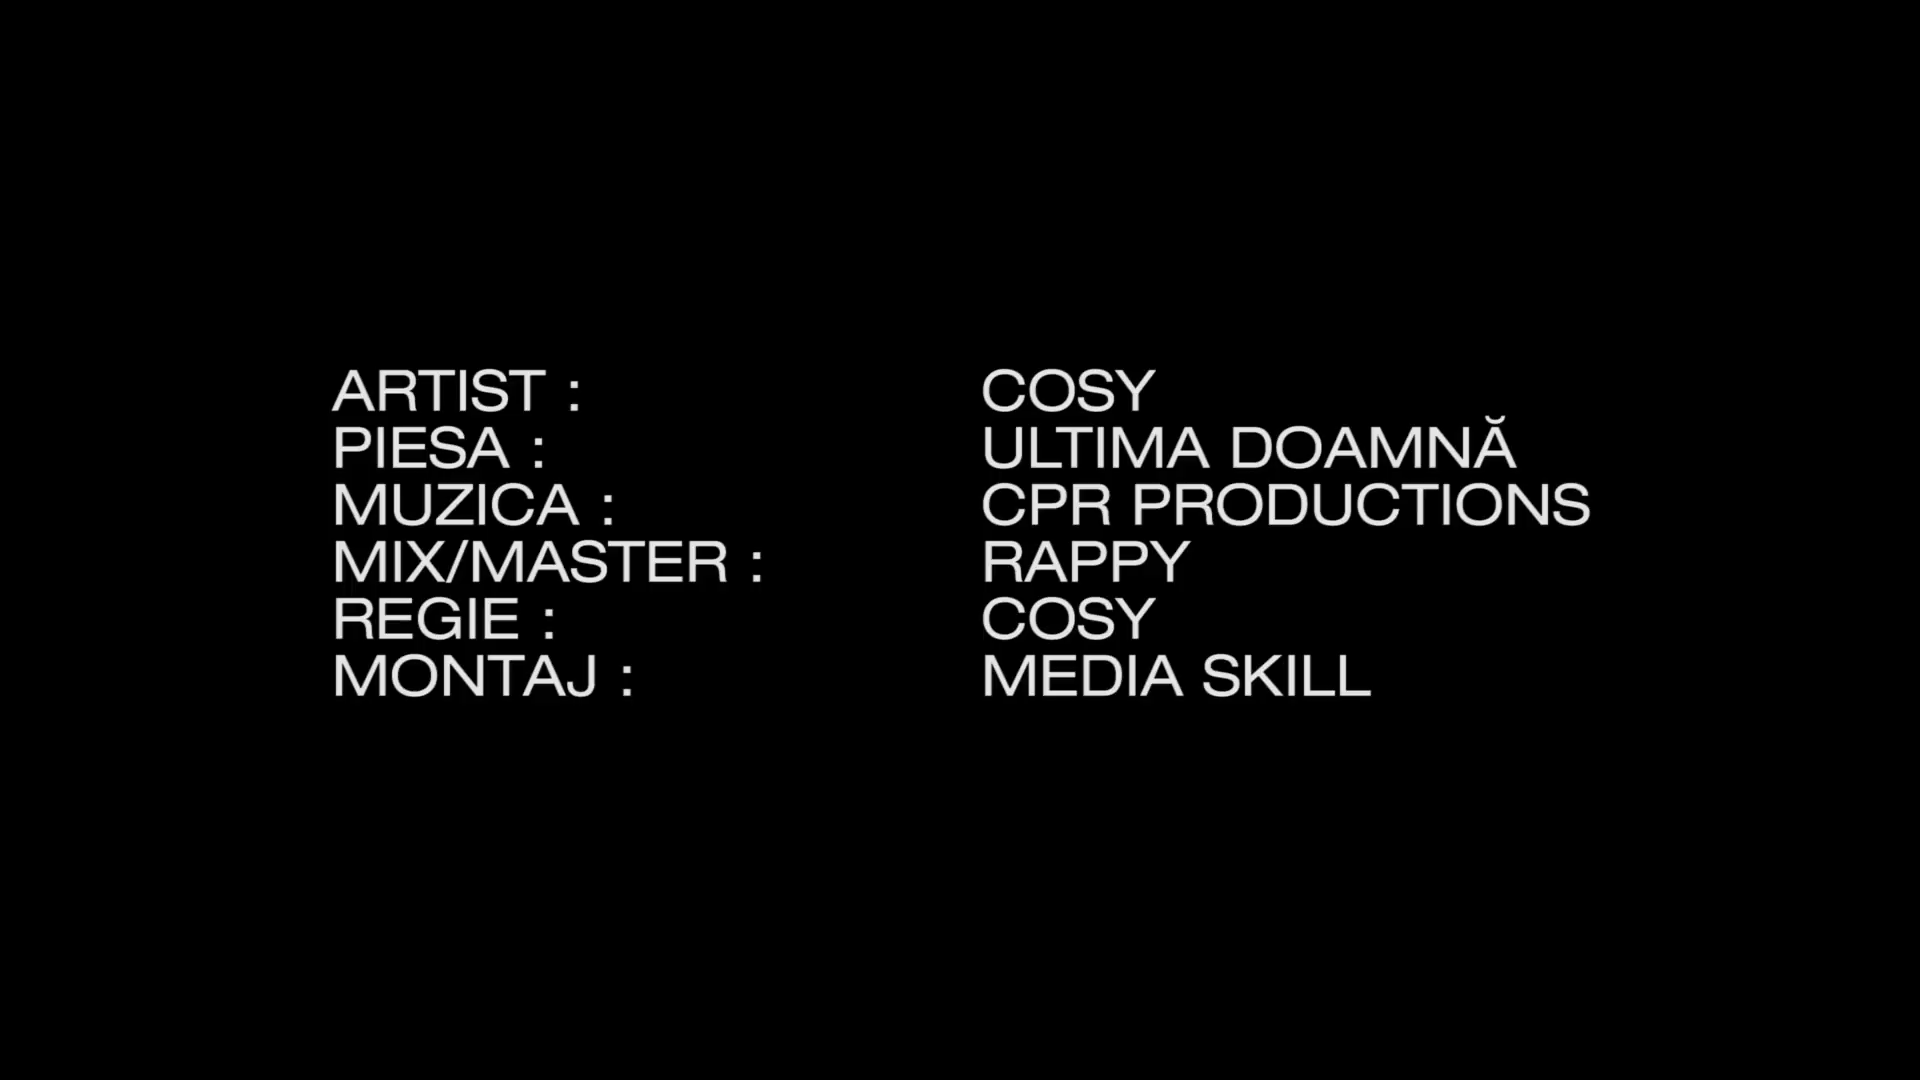 ARTIST : COSY
PIESA : ULTIMA DOAMNĂ
MUZICA : CPR PRODUCTIONS
MIX/MASTER : RAPPY
REGIE : COSY
MONTAJ : MEDIA SKILL